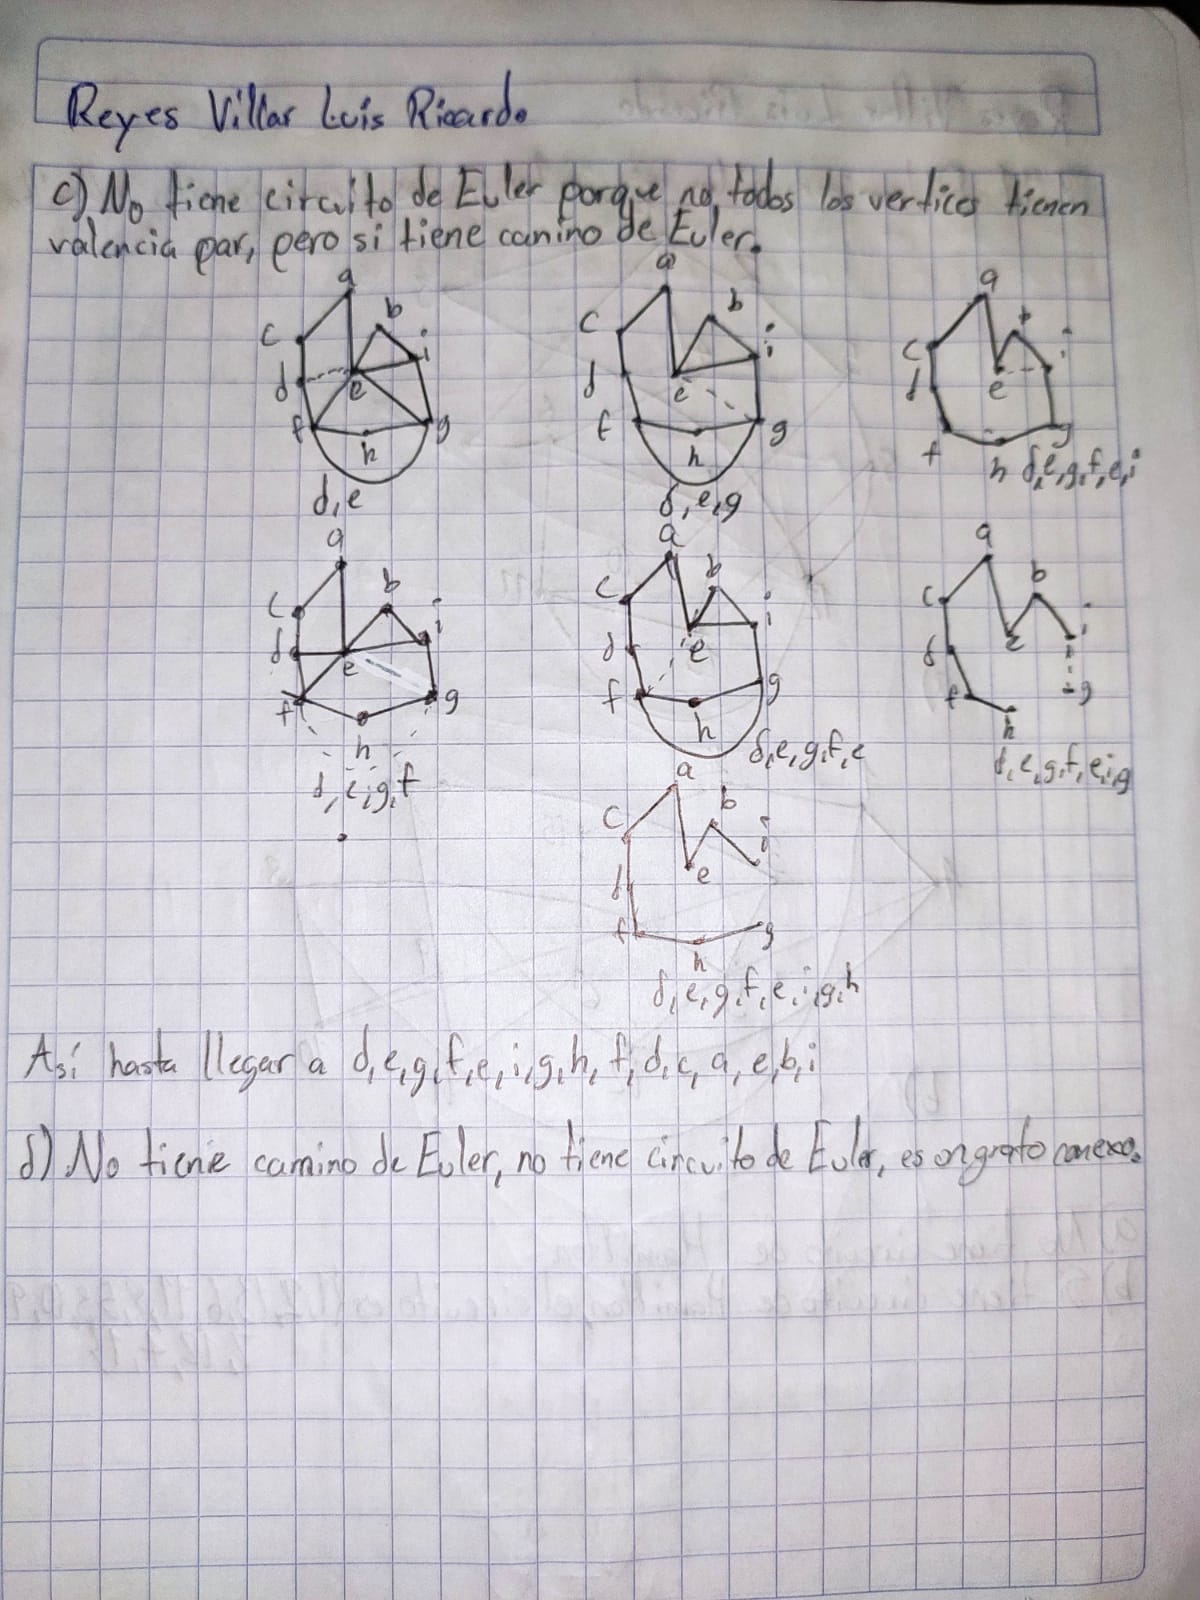 Reyes Villar Luis Ricardo
c) No tiene circuito de Euler porque no todos los vertices tienen
valencia par, pero si tiene camino de Euler.
a
b
c
i
d
e
f
g
h
d,e
a
b
c
i
d
e
f
g
h
d,e,g
a
b
c
i
d
e
f
g
h
d,e,g,f,e,i
a
b
c
i
d
e
f
g
h
d,e,g,f
a
b
c
i
d
e
f
g
h
d,e,g,f,e
a
b
c
i
d
e
f
g
h
d,e,g,f,e,i,g
a
b
c
i
d
e
f
g
h
d,e,g,f,e,i,g,h
Así hasta llegar a d,e,g,f,e,i,g,h,f,d,c,a,e,b,i
d) No tiene camino de Euler, no tiene circuito de Euler, es un grafo conexo.